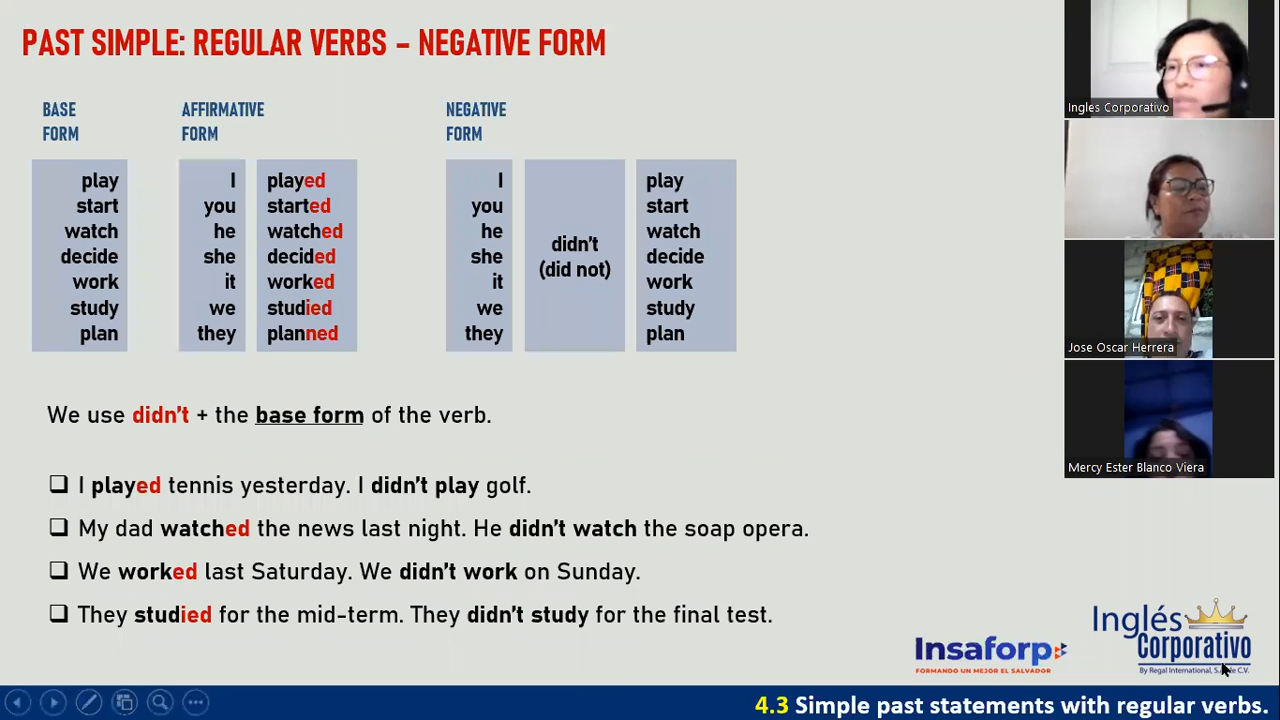 PAST SIMPLE: REGULAR VERBS – NEGATIVE FORM
BASE
FORM
AFFIRMATIVE
FORM
NEGATIVE
FORM
play
start
watch
decide
work
study
plan
I
you
he
she
it
we
they
played
started
watched
decided
worked
studied
planned
I
you
he
she
it
we
they
didn't
(did not)
play
start
watch
decide
work
study
plan
We use didn't + the base form of the verb.
I played tennis yesterday. I didn't play golf.
My dad watched the news last night. He didn't watch the soap opera.
We worked last Saturday. We didn't work on Sunday.
They studied for the mid-term. They didn't study for the final test.
Ingles Corporativo
Jose Oscar Herrera
Mercy Ester Blanco Viera
Insaforp
FORMANDO UN MEJOR EL SALVADOR
Inglés
Corporativo
By Regal International, S.A. de C.V.
4.3 Simple past statements with regular verbs.